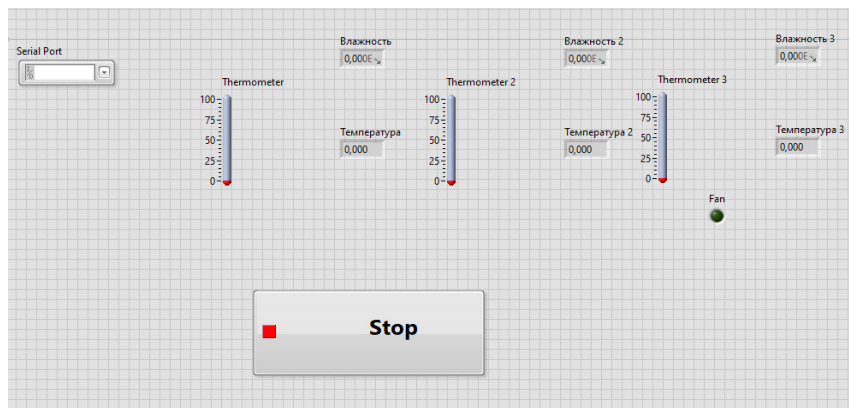 Serial Port
Влажность
0,000E
Влажность 2
0,000E
Влажность 3
0,000E
Thermometer
100
75
50
25
0
Температура
0,000
Thermometer 2
100
75
50
25
0
Температура 2
0,000
Thermometer 3
100
75
50
25
0
Температура 3
0,000
Fan
Stop